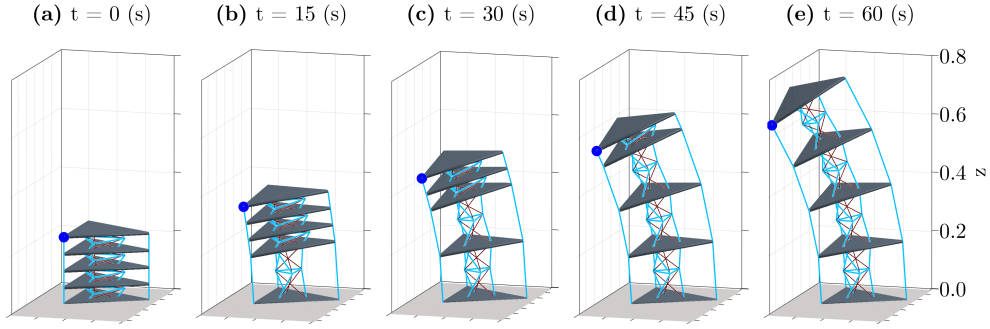 (a) t = 0 (s)
(b) t = 15 (s)
(c) t = 30 (s)
(d) t = 45 (s)
(e) t = 60 (s)
0.8
0.6
0.4
0.2
0.0
z